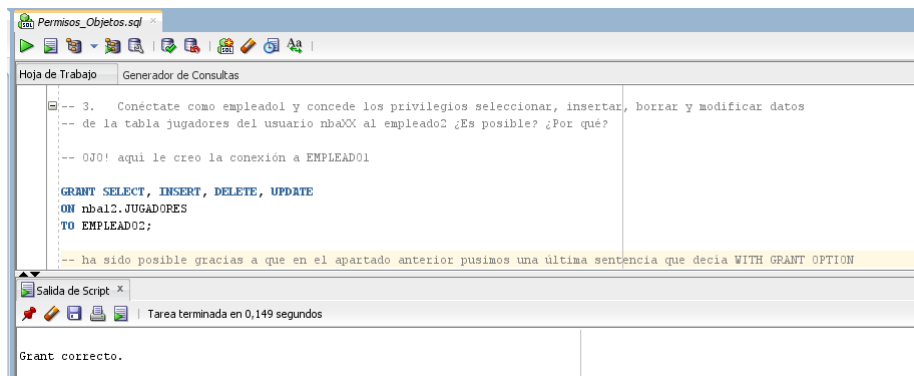 Permisos_Objetos.sql
Hoja de Trabajo Generador de Consultas
-- 3. Conéctate como empleado1 y concede los privilegios seleccionar, insertar, borrar y modificar datos
-- de la tabla jugadores del usuario nbaXX al empleado2 ¿Es posible? ¿Por qué?
-- OJO! aquí le creo la conexión a EMPLEADO1
GRANT SELECT, INSERT, DELETE, UPDATE
ON nba12.JUGADORES
TO EMPLEADO2;
-- ha sido posible gracias a que en el apartado anterior pusimos una última sentencia que decia WITH GRANT OPTION
Salida de Script
Tarea terminada en 0,149 segundos
Grant correcto.